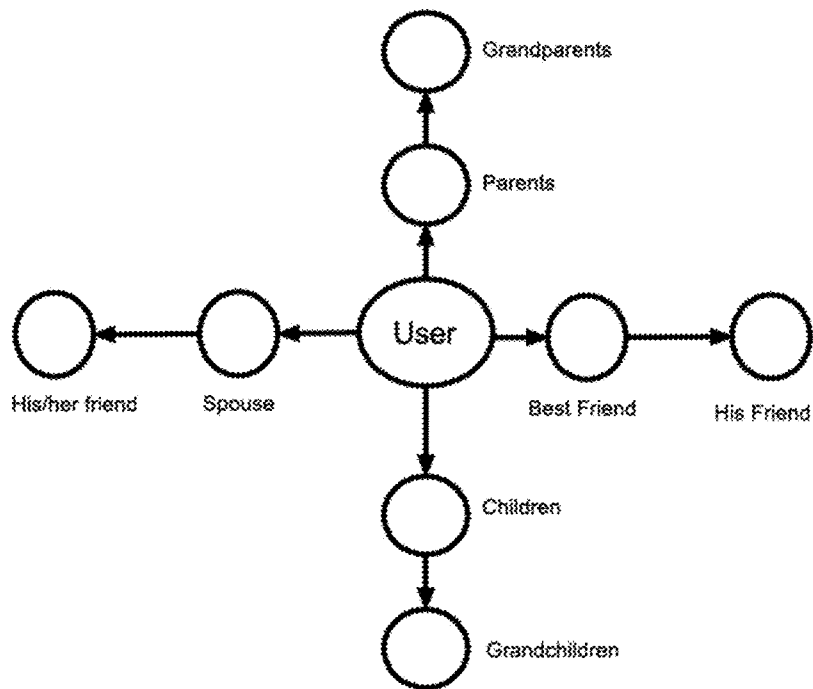 Grandparents
Parents
User
His/her friend
Spouse
Best Friend
His Friend
Children
Grandchildren